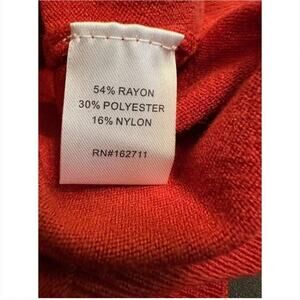 54% RAYON
30% POLYESTER
16% NYLON
RN#162711